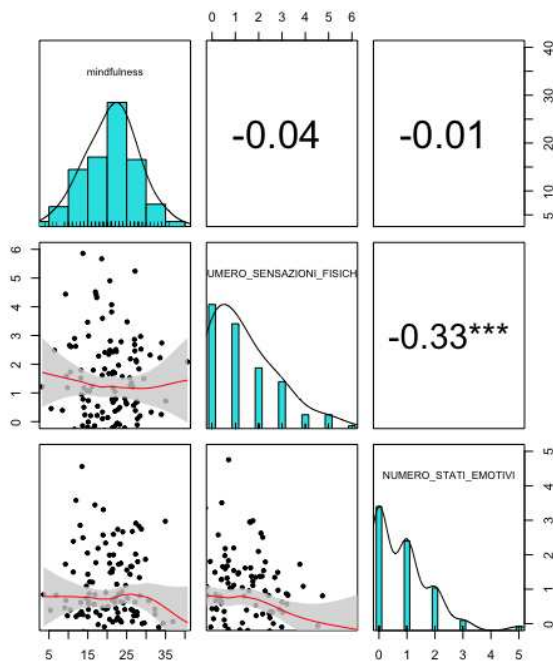 0 1 2 3 4 5 6
mindfulness
-0.04
-0.01
5 10 20 30 40
0 1 2 3 4 5 6
UMERO_SENSAZIONI_FISICH
-0.33***
NUMERO_STATI_EMOTIVI
0 1 2 3 4 5
5 15 25 35
0 1 2 3 4 5